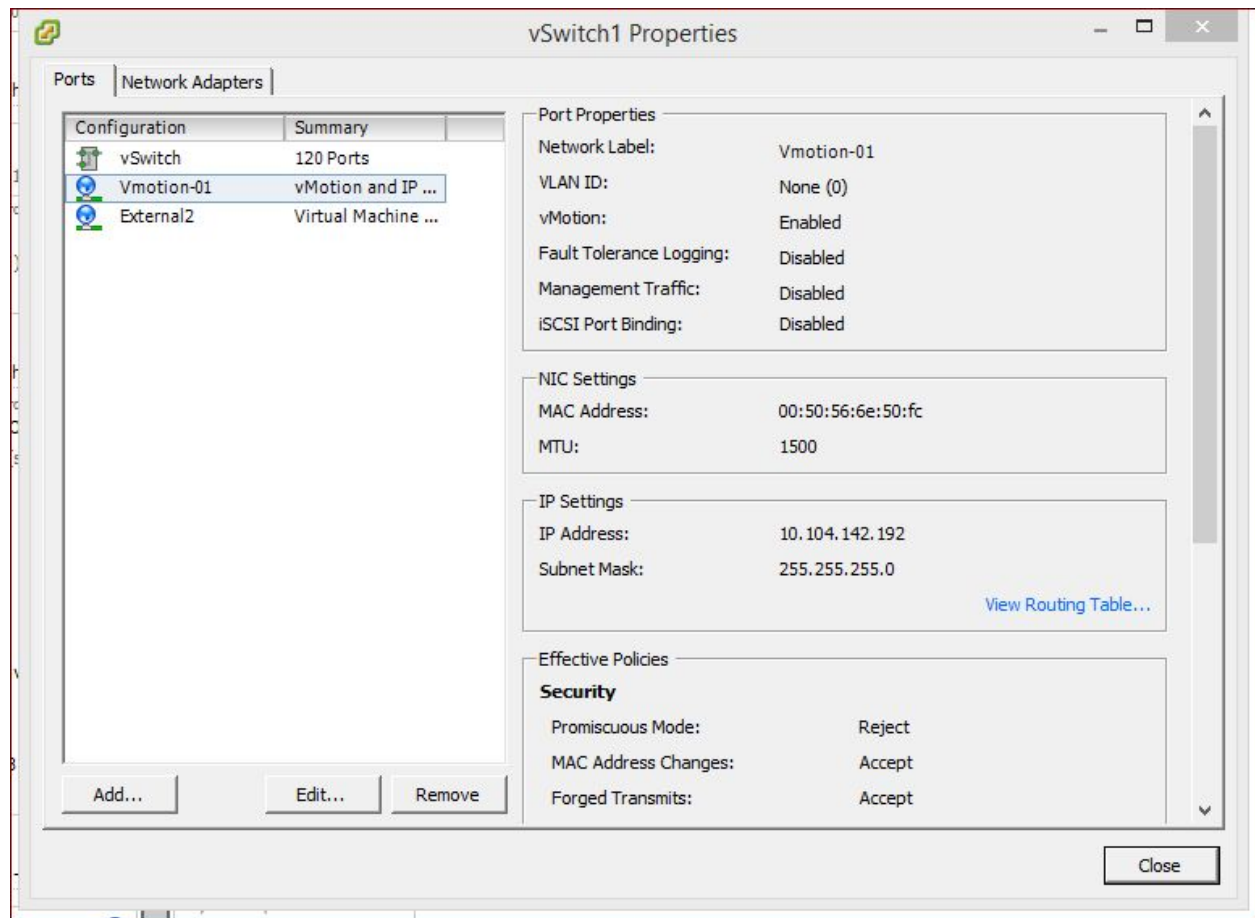 vSwitch1 Properties
Ports Network Adapters
Configuration Summary
vSwitch 120 Ports
Vmotion-01 vMotion and IP ...
External2 Virtual Machine ...
Add... Edit... Remove
Port Properties
Network Label: Vmotion-01
VLAN ID: None (0)
vMotion: Enabled
Fault Tolerance Logging: Disabled
Management Traffic: Disabled
iSCSI Port Binding: Disabled
NIC Settings
MAC Address: 00:50:56:6e:50:fc
MTU: 1500
IP Settings
IP Address: 10.104.142.192
Subnet Mask: 255.255.255.0
View Routing Table...
Effective Policies
Security
Promiscuous Mode: Reject
MAC Address Changes: Accept
Forged Transmits: Accept
Close